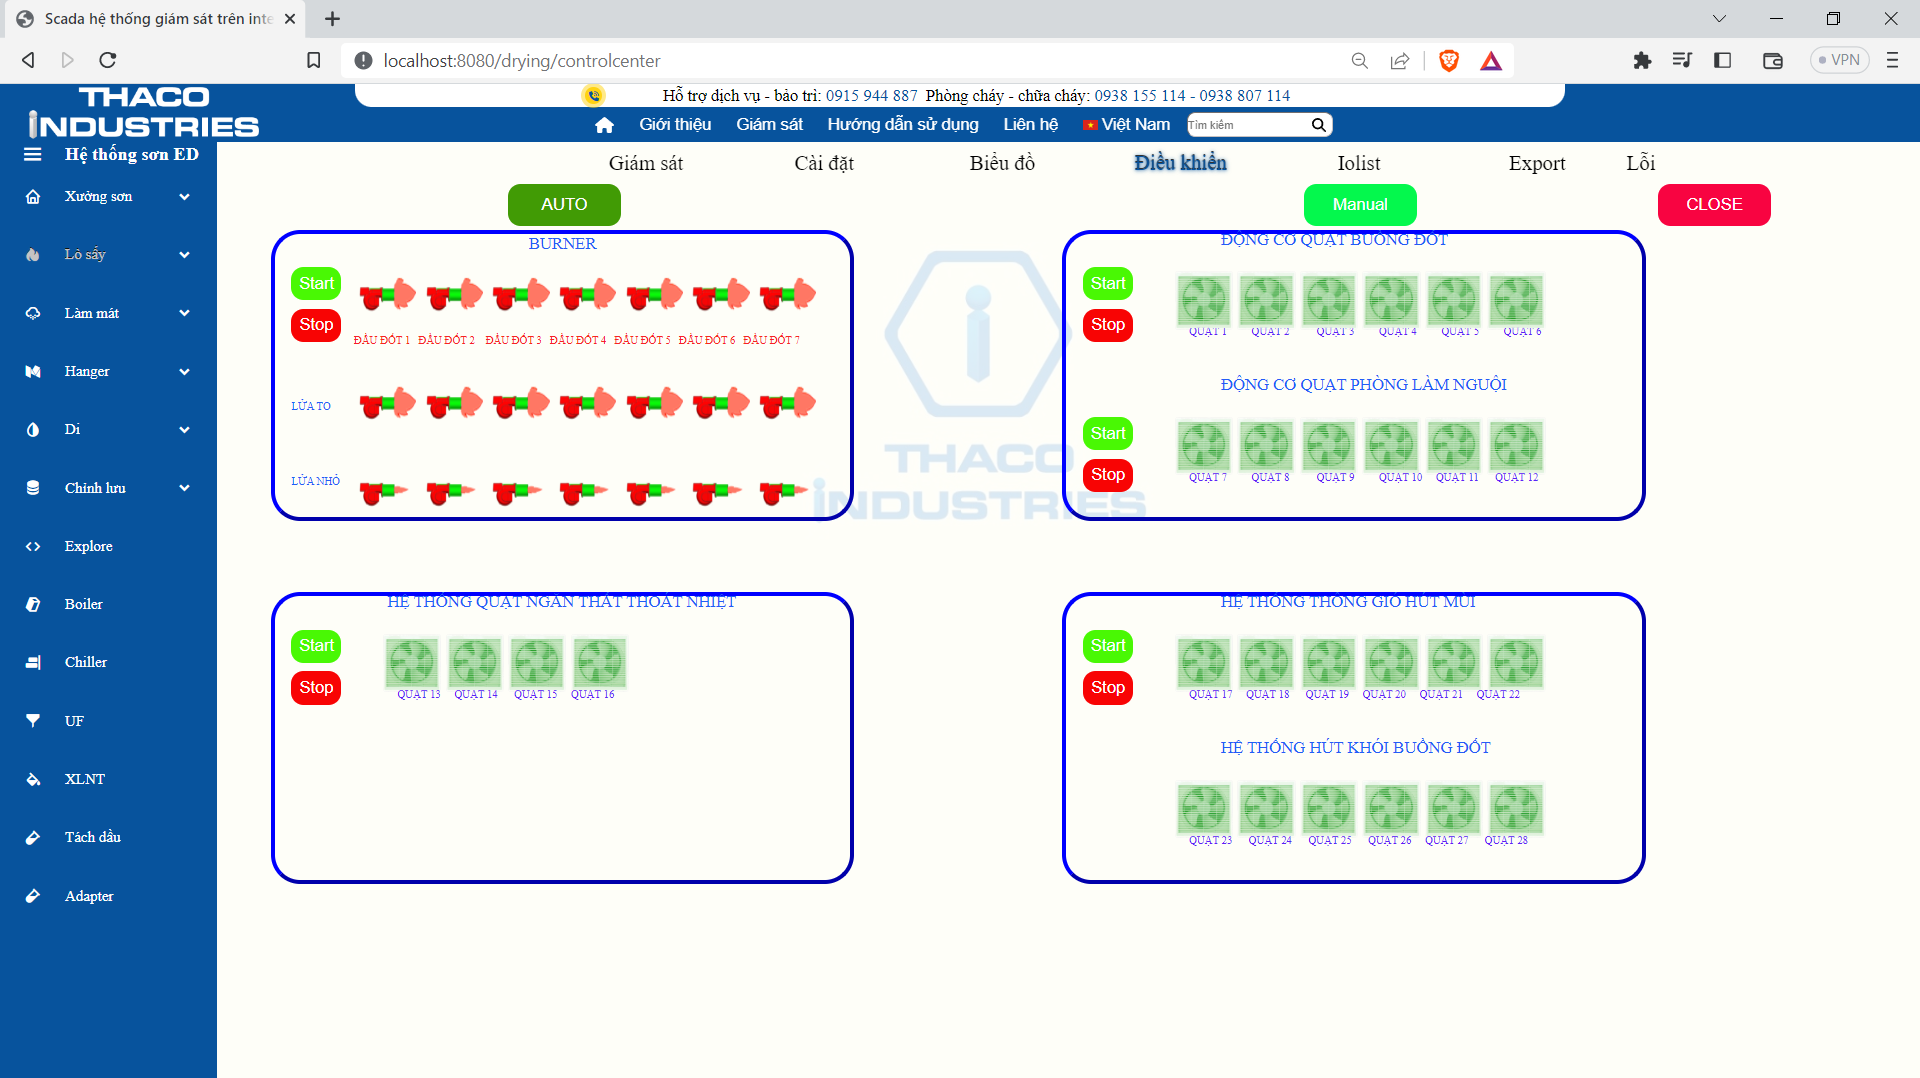 Scada hệ thống giám sát trên inte
localhost:8080/drying/controlcenter
VPN
THACO
INDUSTRIES
Hỗ trợ dịch vụ - bảo trì: 0915 944 887 Phòng cháy - chữa cháy: 0938 155 114 - 0938 807 114
Giới thiệu Giám sát Hướng dẫn sử dụng Liên hệ Việt Nam Tìm kiếm
Hệ thống sơn ED
Xưởng sơn
Lò sấy
Làm mát
Hanger
Di
Chỉnh lưu
Explore
Boiler
Chiller
UF
XLNT
Tách dầu
Adapter
Giám sát Cài đặt Biểu đồ Điều khiển Iolist Export Lỗi
AUTO Manual CLOSE
BURNER
Start
Stop
ĐẦU ĐỐT 1 ĐẦU ĐỐT 2 ĐẦU ĐỐT 3 ĐẦU ĐỐT 4 ĐẦU ĐỐT 5 ĐẦU ĐỐT 6 ĐẦU ĐỐT 7
LỬA TO
LỬA NHỎ
THACO
INDUSTRIES
ĐỘNG CƠ QUẠT BUỒNG ĐỐT
Start
Stop
QUẠT 1 QUẠT 2 QUẠT 3 QUẠT 4 QUẠT 5 QUẠT 6
ĐỘNG CƠ QUẠT PHÒNG LÀM NGUỘI
Start
Stop
QUẠT 7 QUẠT 8 QUẠT 9 QUẠT 10 QUẠT 11 QUẠT 12
HỆ THỐNG QUẠT NGĂN THẤT THOÁT NHIỆT
Start
Stop
QUẠT 13 QUẠT 14 QUẠT 15 QUẠT 16
HỆ THỐNG THÔNG GIÓ HÚT MÙI
Start
Stop
QUẠT 17 QUẠT 18 QUẠT 19 QUẠT 20 QUẠT 21 QUẠT 22
HỆ THỐNG HÚT KHÓI BUỒNG ĐỐT
QUẠT 23 QUẠT 24 QUẠT 25 QUẠT 26 QUẠT 27 QUẠT 28